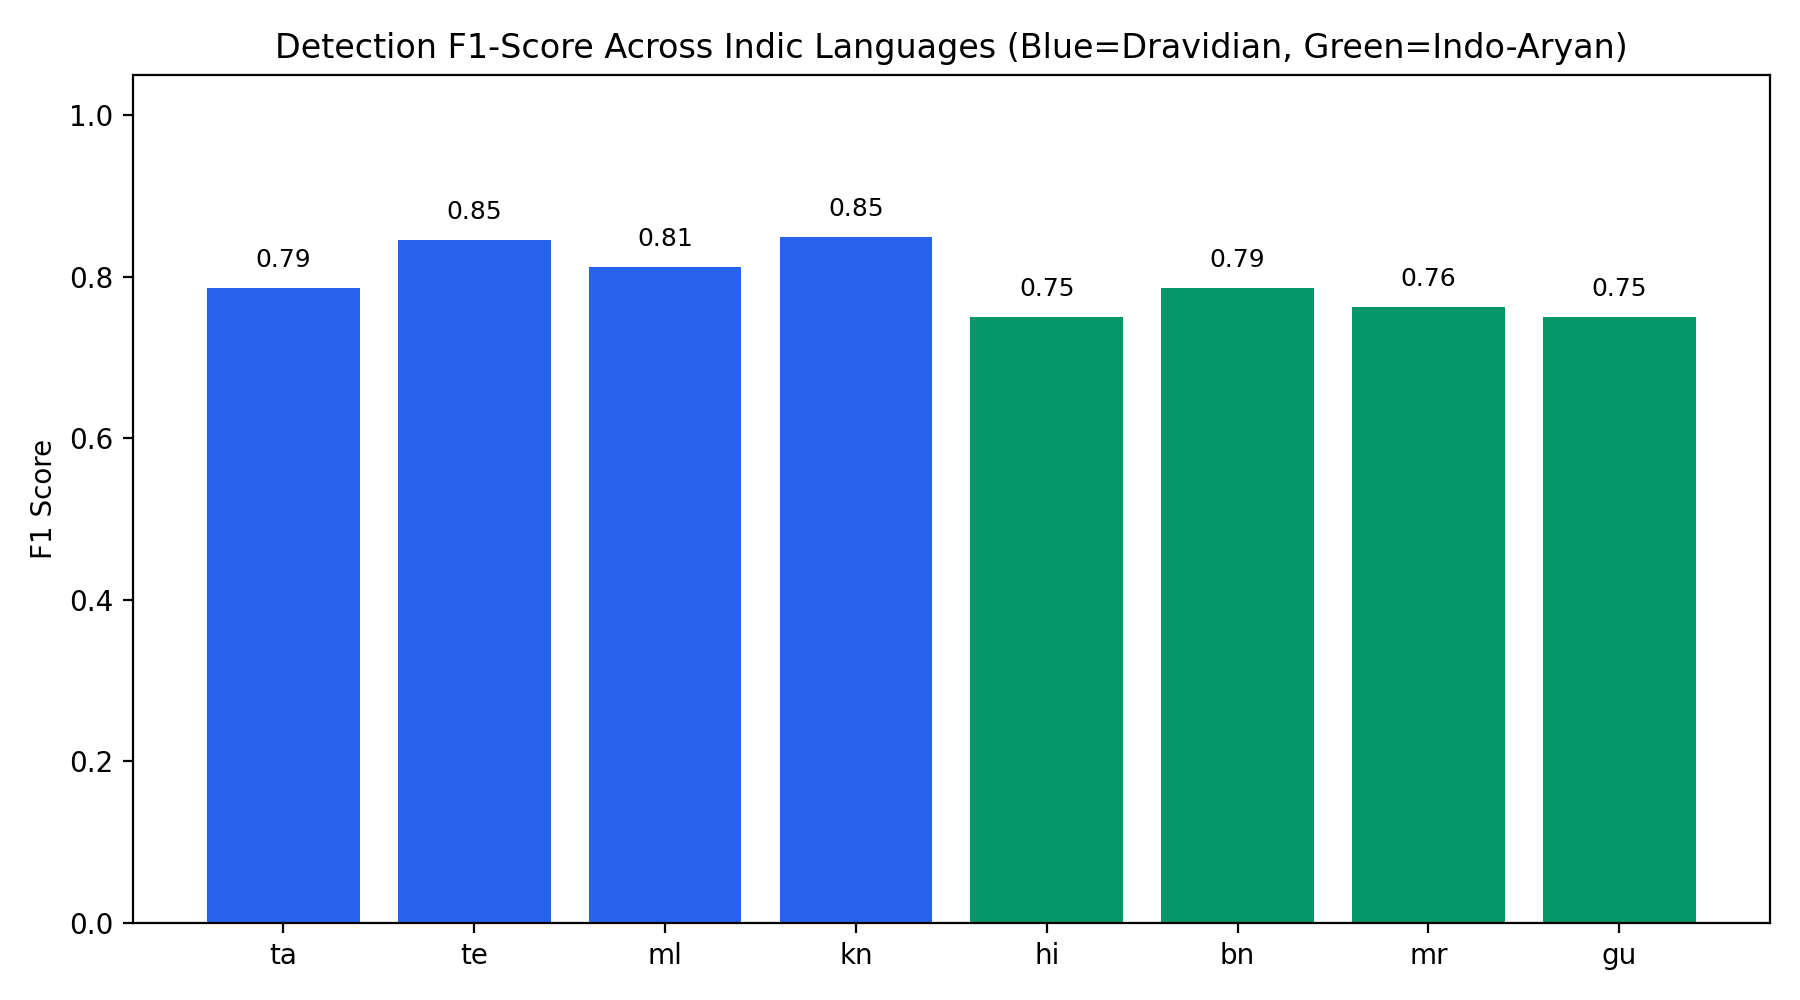 Detection F1-Score Across Indic Languages (Blue=Dravidian, Green=Indo-Aryan)
F1 Score
1.0
0.8
0.6
0.4
0.2
0.0
0.79
0.85
0.81
0.85
0.75
0.79
0.76
0.75
ta
te
ml
kn
hi
bn
mr
gu